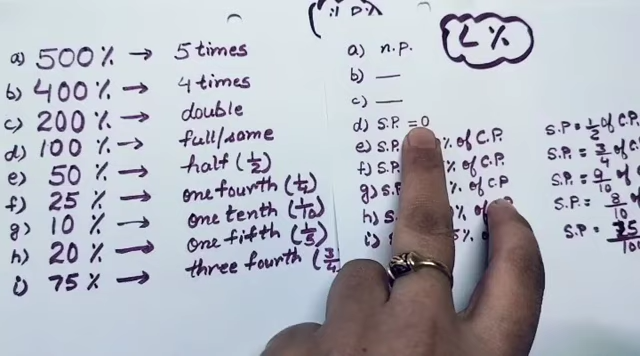 L %
a) 500% → 5 times
b) 400% → 4 times
c) 200% → double
d) 100% → full/same
e) 50% → half (1/2)
f) 25% → one fourth (1/4)
g) 10% → one tenth (1/10)
h) 20% → one fifth (1/5)
i) 75% → three fourth (3/4
a) n.p.
b) —
c) —
d) S.P. = 0
e) S.P. % of C.P.
f) S.P. % of C.P.
g) S.P. %. of C.P
h) %
i) 5%
S.P = 1/2 of C.P.
S.P. = 3/4 of C.P.
S.P. = 9/10 of
S.P. = 8/10
S.P. =